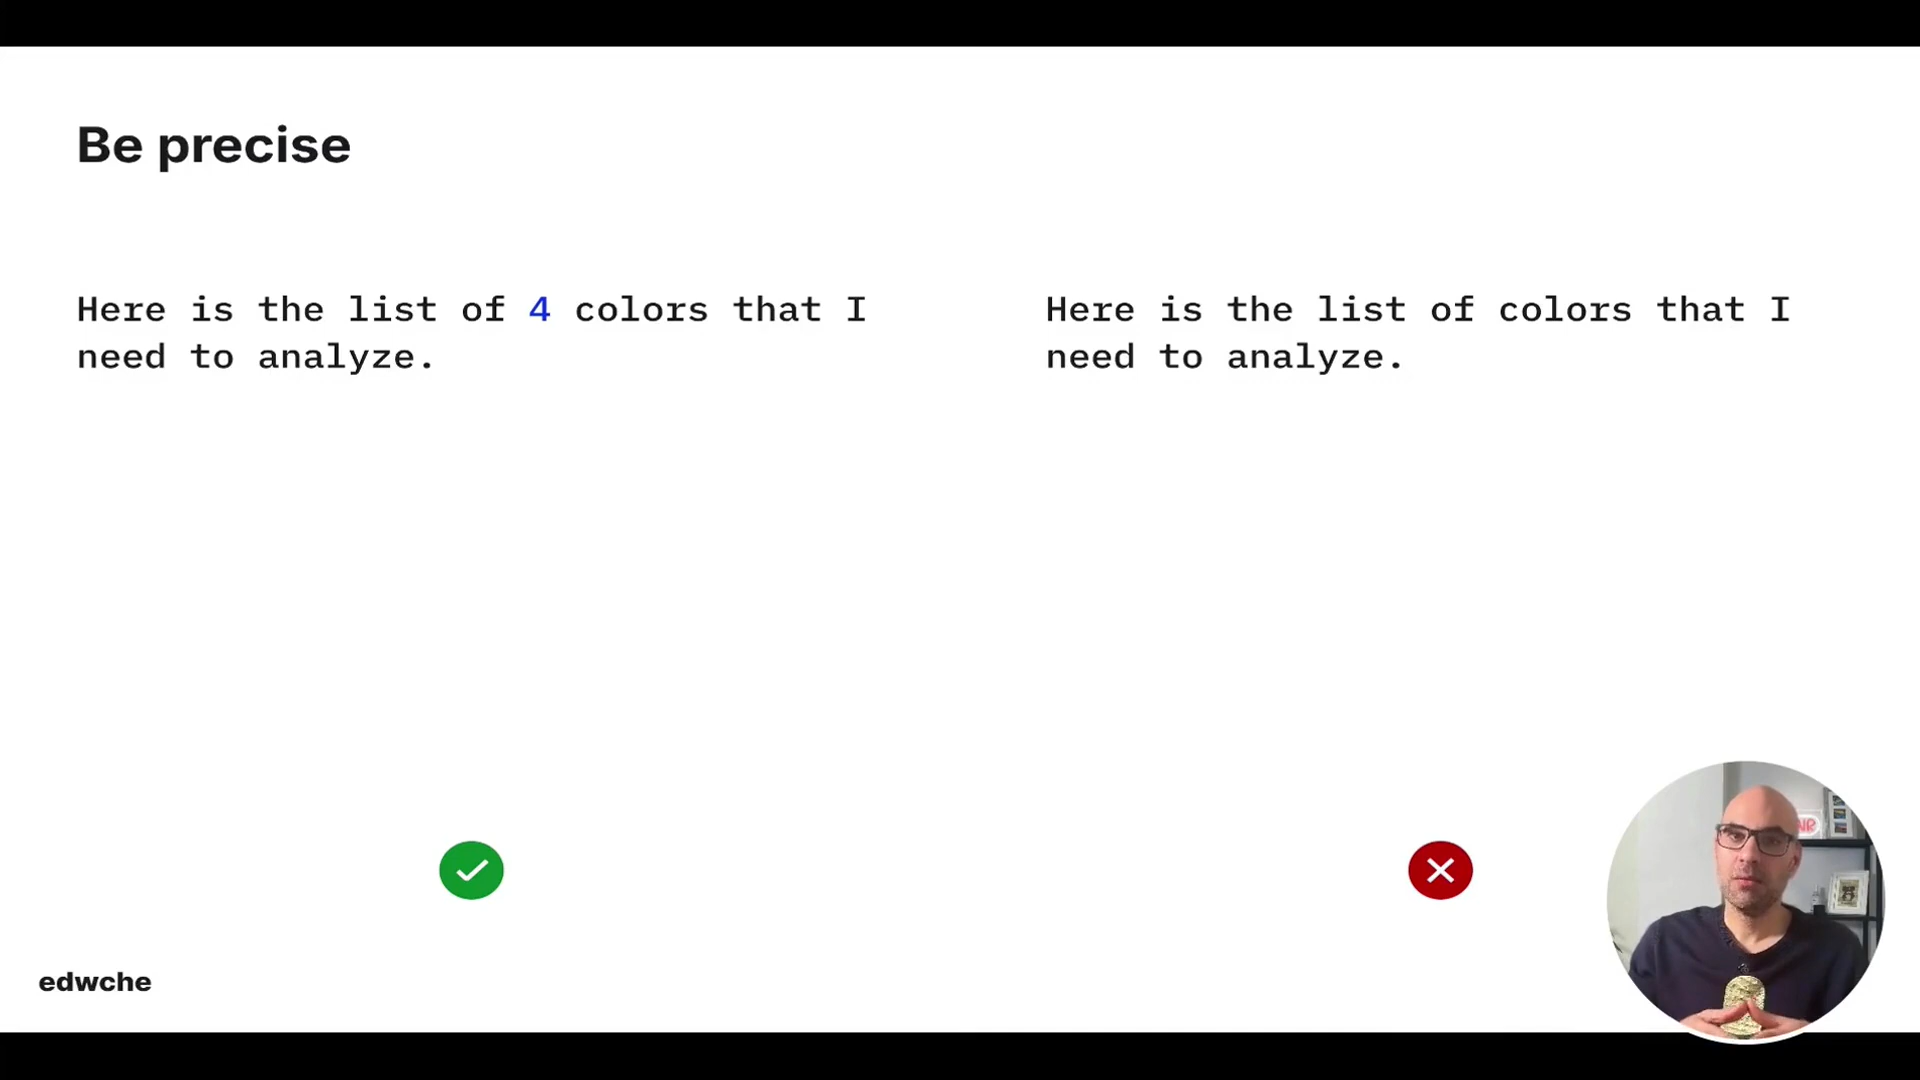 Be precise
Here is the list of 4 colors that I
need to analyze.
Here is the list of colors that I
need to analyze.
edwche